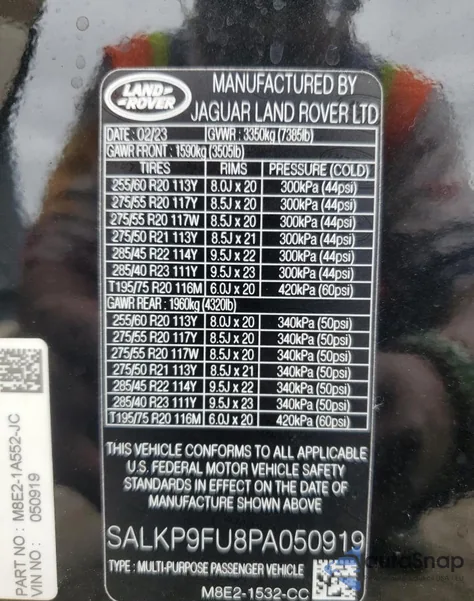 LAND ROVER
MANUFACTURED BY
JAGUAR LAND ROVER LTD
DATE : 02/23 GVWR : 3350kg (7385lb)
GAWR FRONT : 1590kg (3505lb)
TIRES RIMS PRESSURE (COLD)
255/60 R20 113Y 8.0J x 20 300kPa (44psi)
275/55 R20 117Y 8.5J x 20 300kPa (44psi)
275/55 R20 117W 8.5J x 20 300kPa (44psi)
275/50 R21 113Y 8.5J x 21 300kPa (44psi)
285/45 R22 114Y 9.5J x 22 300kPa (44psi)
285/40 R23 111Y 9.5J x 23 300kPa (44psi)
T195/75 R20 116M 6.0J x 20 420kPa (60psi)
GAWR REAR : 1960kg (4320lb)
255/60 R20 113Y 8.0J x 20 340kPa (50psi)
275/55 R20 117Y 8.5J x 20 340kPa (50psi)
275/55 R20 117W 8.5J x 20 340kPa (50psi)
275/50 R21 113Y 8.5J x 21 340kPa (50psi)
285/45 R22 114Y 9.5J x 22 340kPa (50psi)
285/40 R23 111Y 9.5J x 23 340kPa (50psi)
T195/75 R20 116M 6.0J x 20 420kPa (60psi)
THIS VEHICLE CONFORMS TO ALL APPLICABLE
U.S. FEDERAL MOTOR VEHICLE SAFETY
STANDARDS IN EFFECT ON THE DATE OF
MANUFACTURE SHOWN ABOVE
SALKP9FU8PA050919
TYPE : MULTI-PURPOSE PASSENGER VEHICLE
M8E2-1532-CC
PART NO : M8E2-1A552-JC
VIN NO : 050919